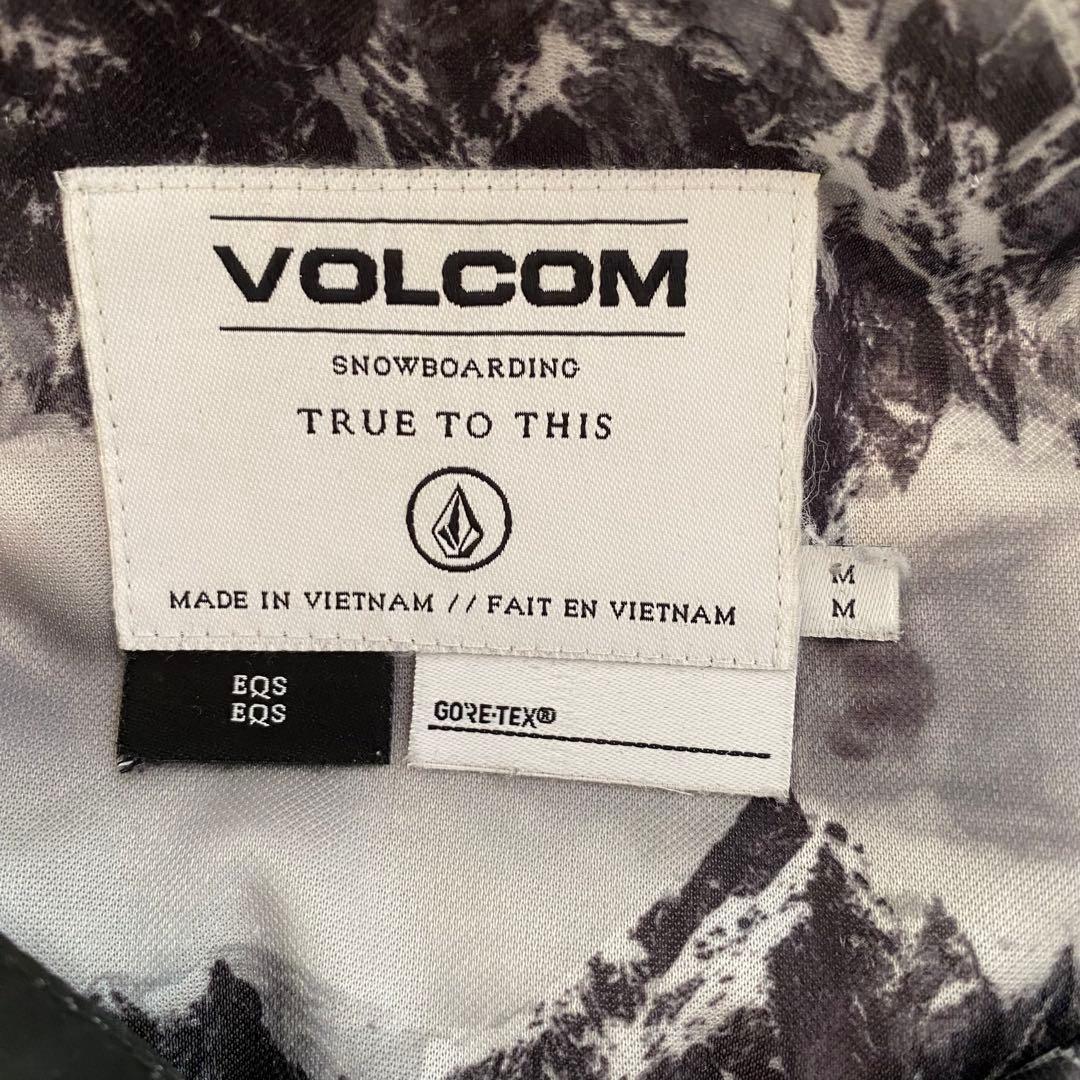 VOLCOM
SNOWBOARDING
TRUE TO THIS
MADE IN VIETNAM // FAIT EN VIETNAM
M
M
EQS
EQS
GORE-TEX®